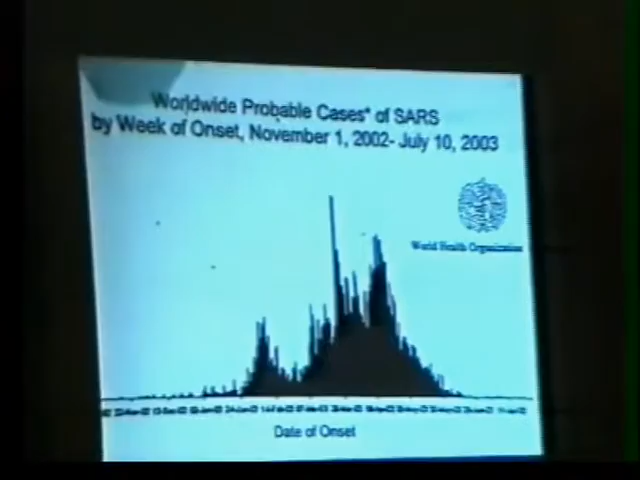 Worldwide Probable Cases* of SARS
by Week of Onset, November 1, 2002- July 10, 2003
World Health Organization
Date of Onset